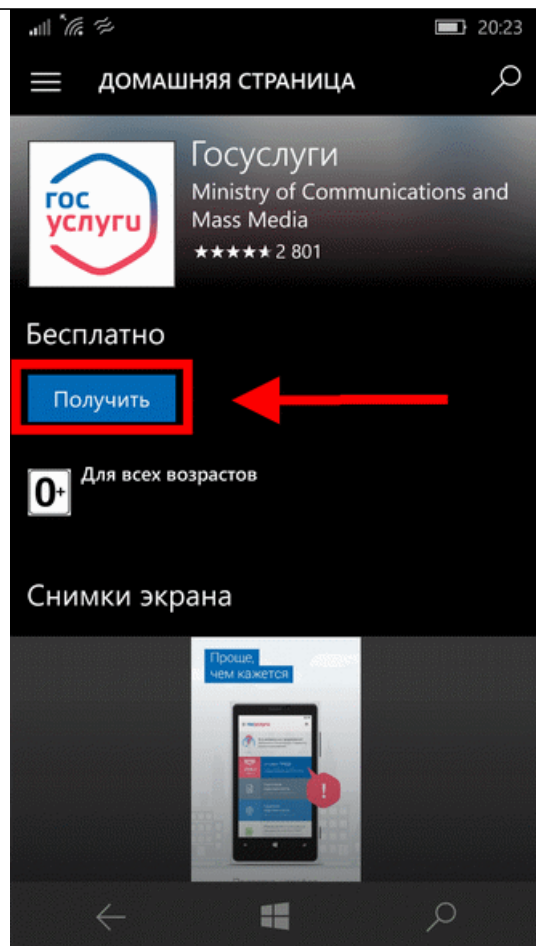 20:23
ДОМАШНЯЯ СТРАНИЦА
гос
услуги
Госуслуги
Ministry of Communications and
Mass Media
2 801
Бесплатно
Получить
0+
Для всех возрастов
Снимки экрана
Проще,
чем кажется